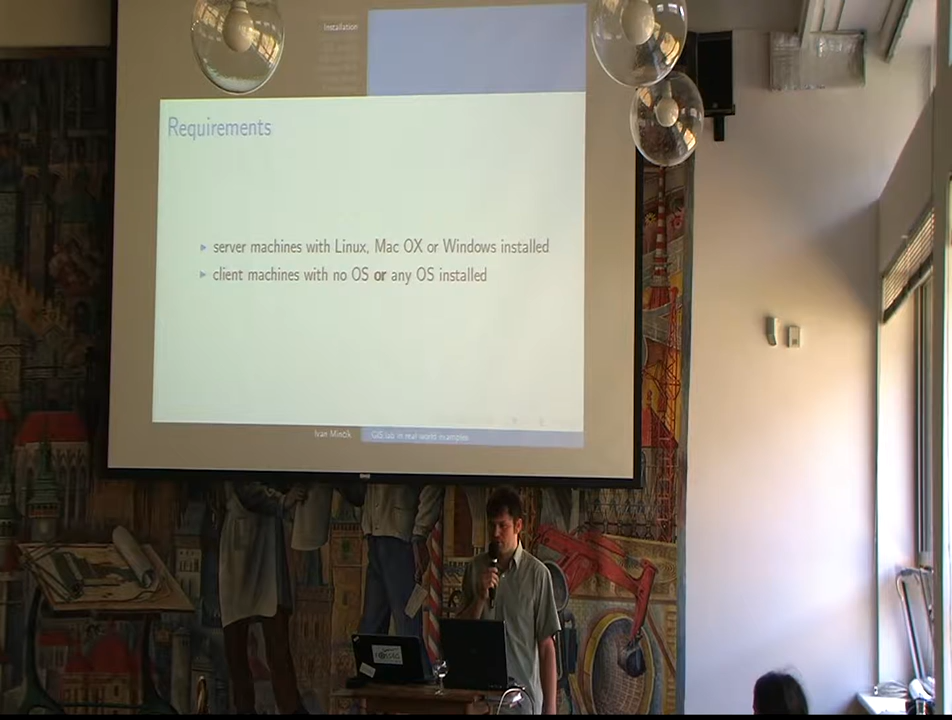 Installation
Requirements
server machines with Linux, Mac OX or Windows installed
client machines with no OS or any OS installed
Ivan Minčík
GIS lab in real world examples